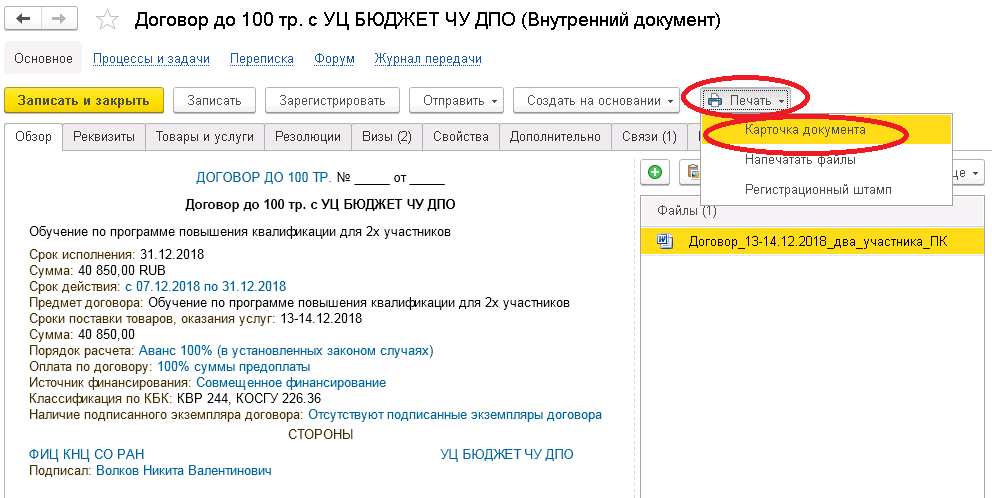 Договор до 100 тр. с УЦ БЮДЖЕТ ЧУ ДПО (Внутренний документ)
Основное Процессы и задачи Переписка Форум Журнал передачи
Записать и закрыть Записать Зарегистрировать Отправить Создать на основании Печать
Обзор Реквизиты Товары и услуги Резолюции Визы (2) Свойства Дополнительно Связи (1)
Карточка документа
Напечатать файлы
Регистрационный штамп
ДОГОВОР ДО 100 ТР. № _____ от _____
Договор до 100 тр. с УЦ БЮДЖЕТ ЧУ ДПО
Файлы (1)
Договор_13-14.12.2018_два_участника_ПК
Обучение по программе повышения квалификации для 2х участников
Срок исполнения: 31.12.2018
Сумма: 40 850,00 RUB
Срок действия: с 07.12.2018 по 31.12.2018
Предмет договора: Обучение по программе повышения квалификации для 2х участников
Сроки поставки товаров, оказания услуг: 13-14.12.2018
Сумма: 40 850,00
Порядок расчета: Аванс 100% (в установленных законом случаях)
Оплата по договору: 100% суммы предоплаты
Источник финансирования: Совмещенное финансирование
Классификация по КБК: КВР 244, КОСГУ 226.36
Наличие подписанного экземпляра договора: Отсутствуют подписанные экземпляры договора
СТОРОНЫ
ФИЦ КНЦ СО РАН УЦ БЮДЖЕТ ЧУ ДПО
Подписал: Волков Никита Валентинович